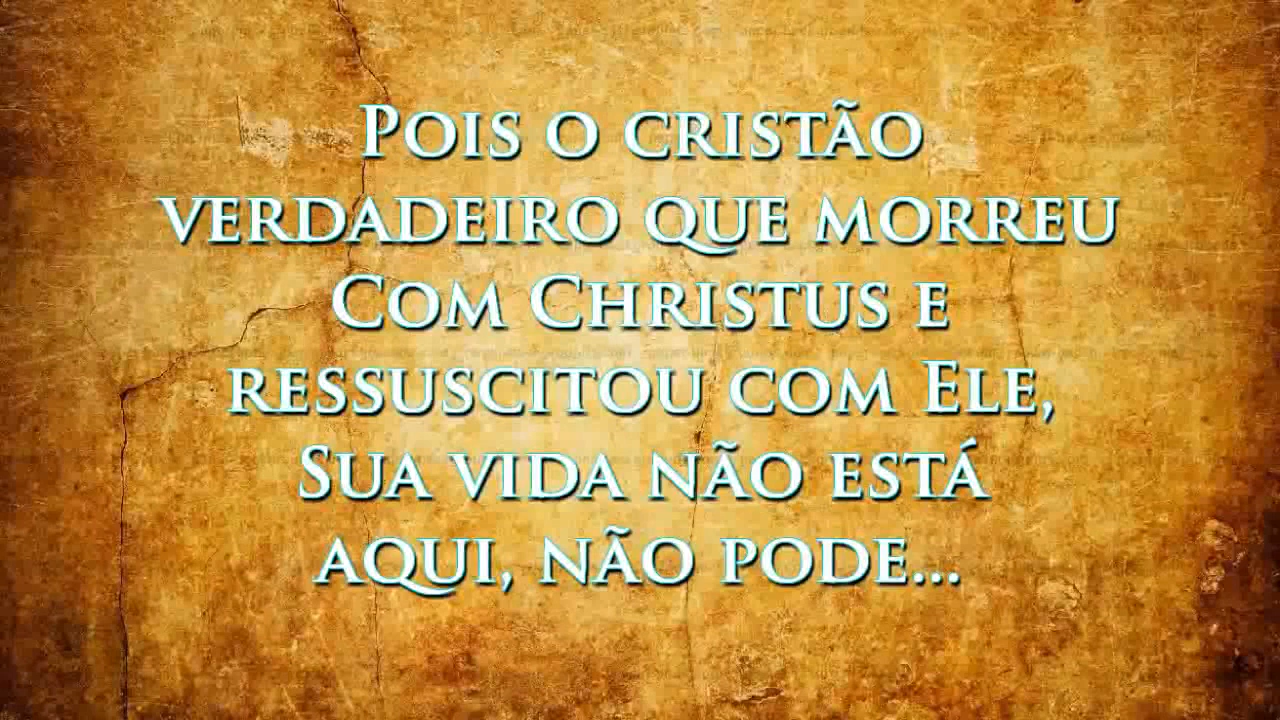 Pois o cristão
verdadeiro que morreu
Com Christus e
ressuscitou com Ele,
Sua vida não está
aqui, não pode...